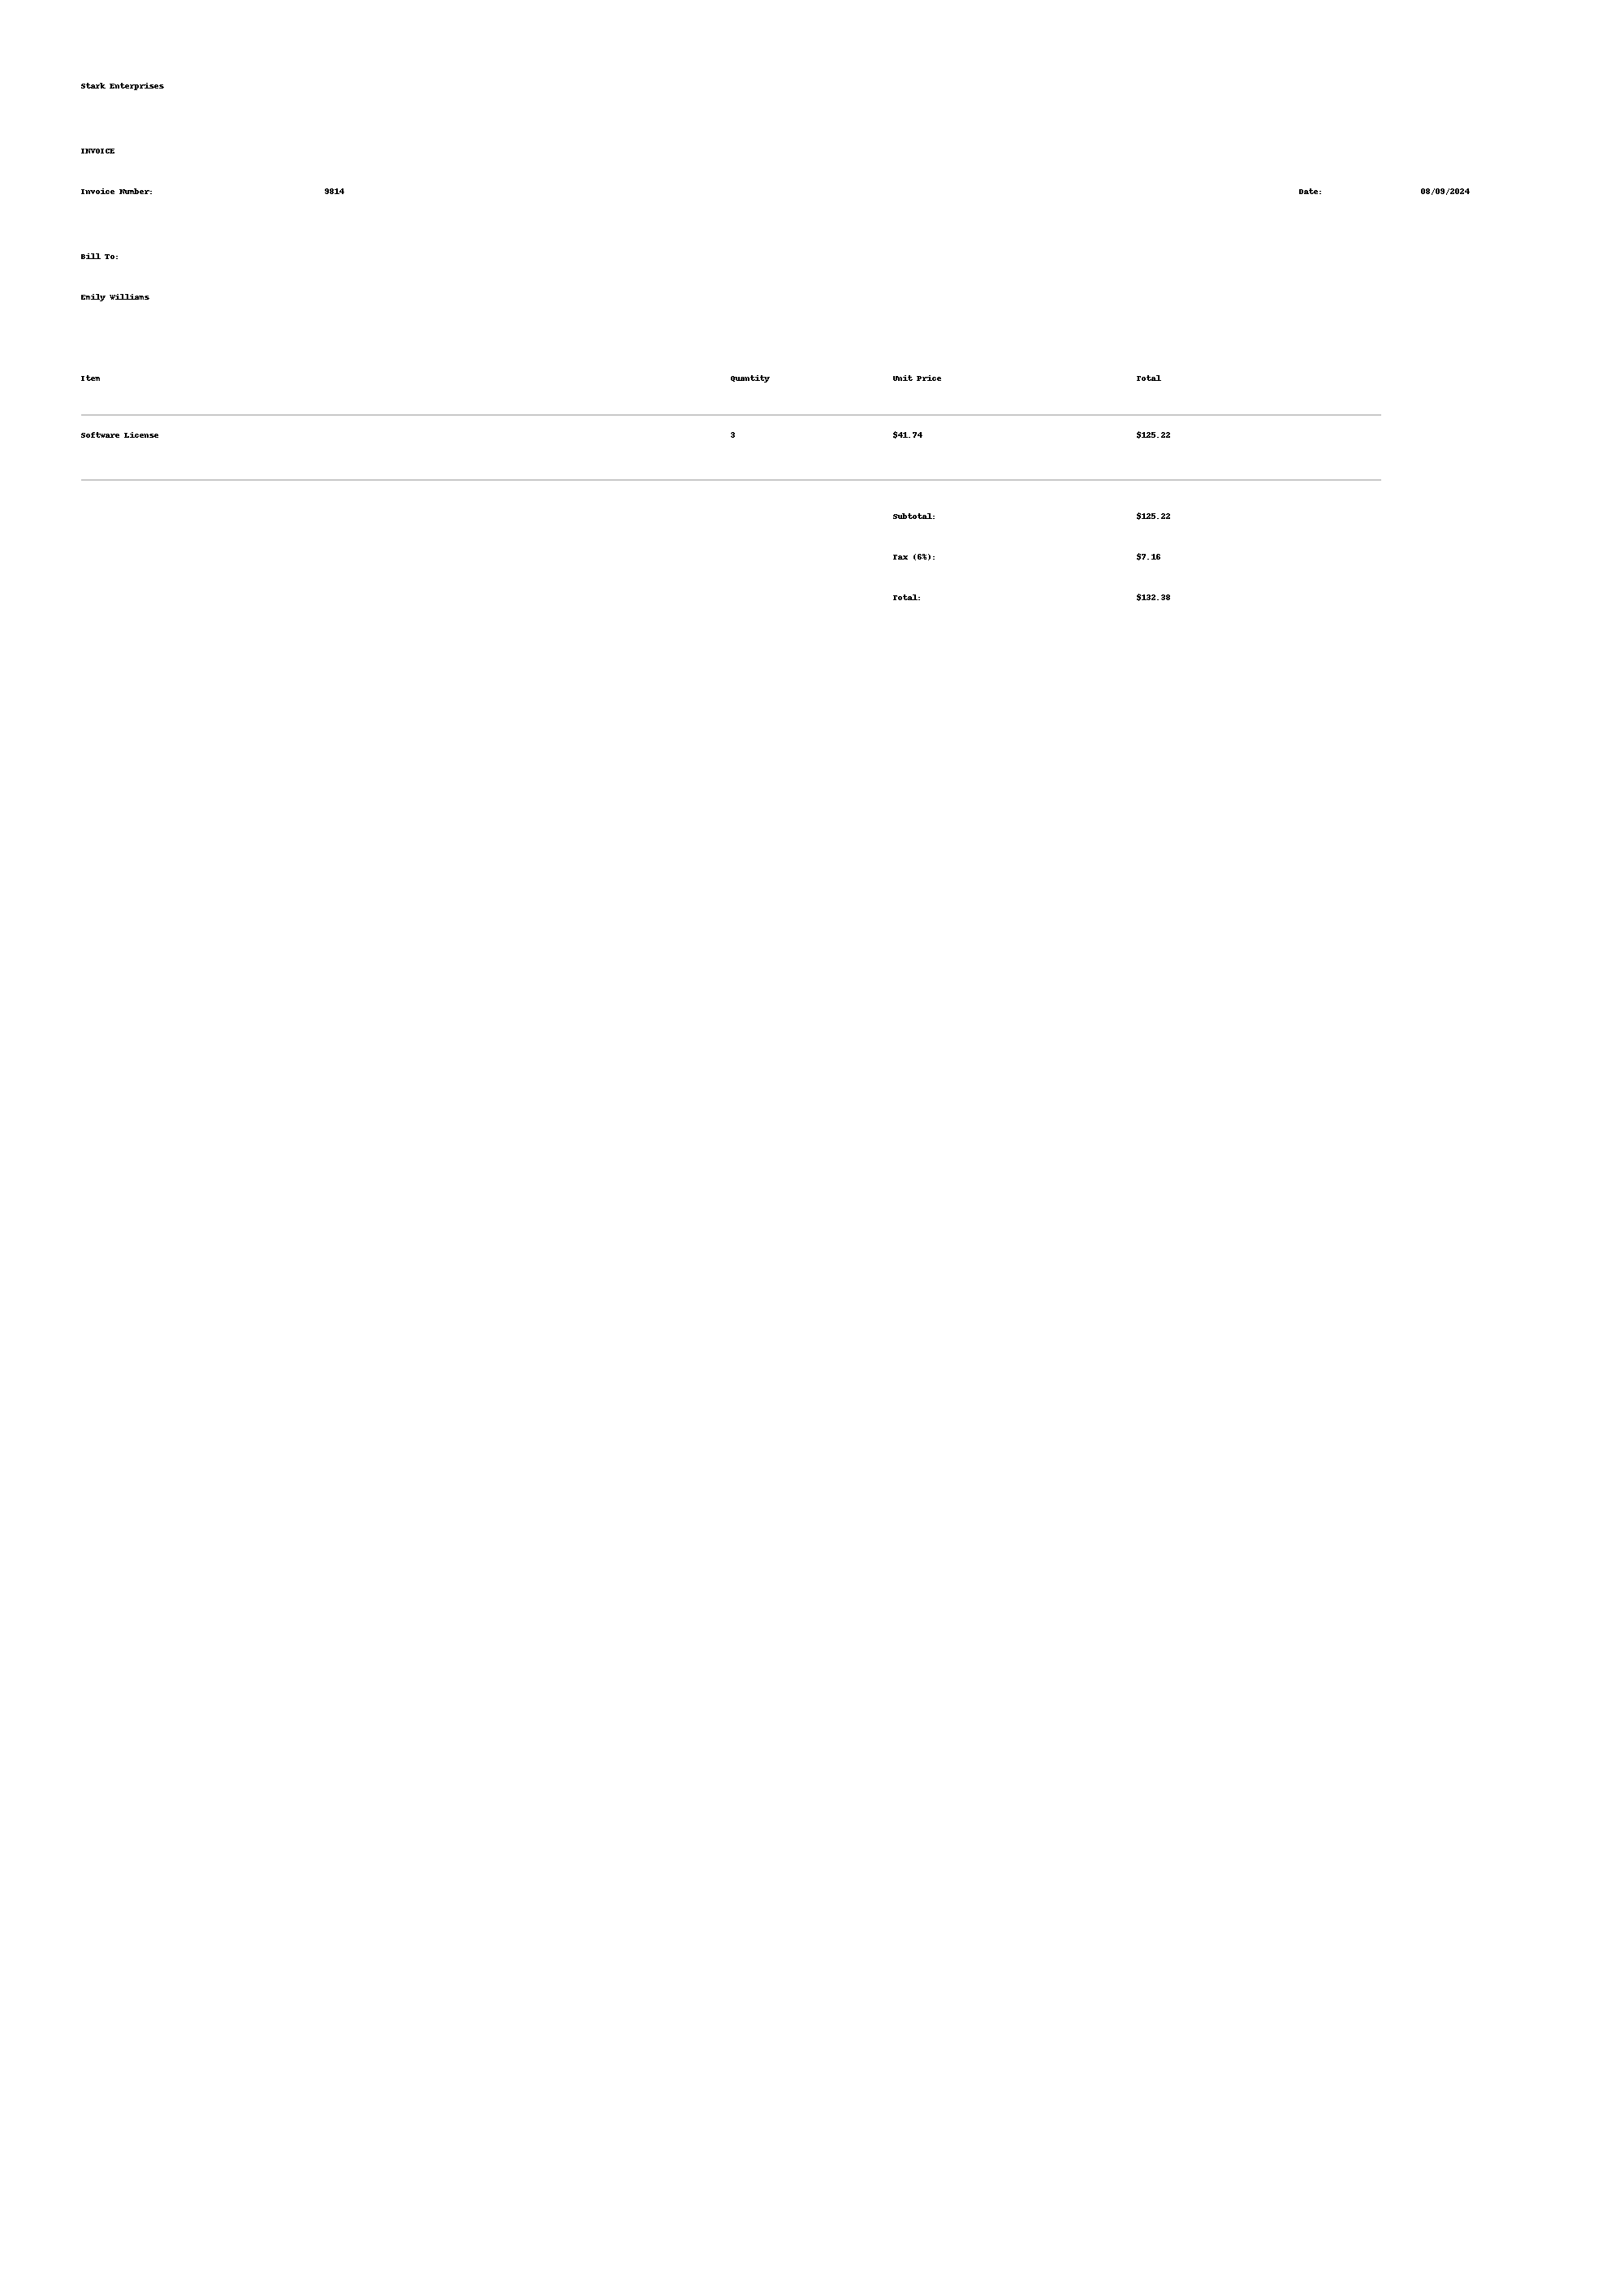 Stark Enterprises
INVOICE
Invoice Number: 9814 Date: 08/09/2024
Bill To:
Emily Williams
Item Quantity Unit Price Total
Software License 3 $41.74 $125.22
Subtotal: $125.22
Tax (6%): $7.16
Total: $132.38